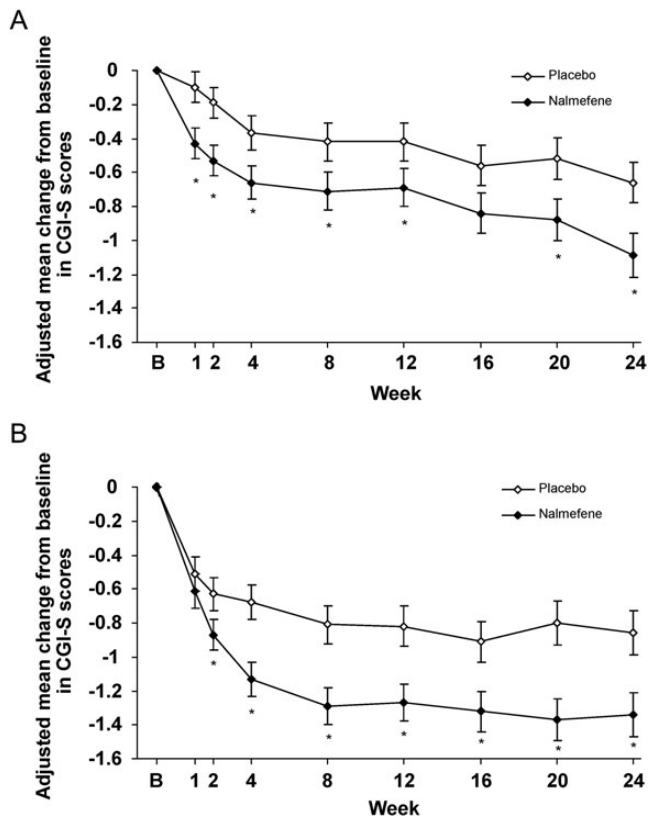 A
Adjusted mean change from baseline
in CGI-S scores
0
-0.2
-0.4
-0.6
-0.8
-1
-1.2
-1.4
-1.6
Placebo
Nalmefene
* * * * * * *
B 1 2 4 8 12 16 20 24
Week
B
Adjusted mean change from baseline
in CGI-S scores
0
-0.2
-0.4
-0.6
-0.8
-1
-1.2
-1.4
-1.6
Placebo
Nalmefene
* * * * * * *
B 1 2 4 8 12 16 20 24
Week